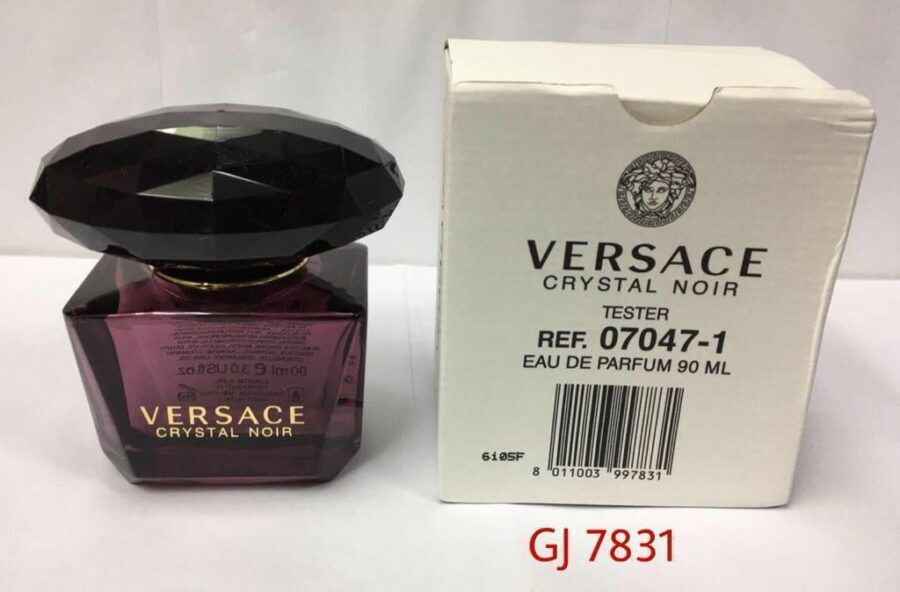 VERSACE
CRYSTAL NOIR
90ml e 3.0 US fl.oz.
VERSACE
CRYSTAL NOIR
TESTER
REF. 07047-1
EAU DE PARFUM 90 ML
6i05F
8 011003 997831
GJ 7831